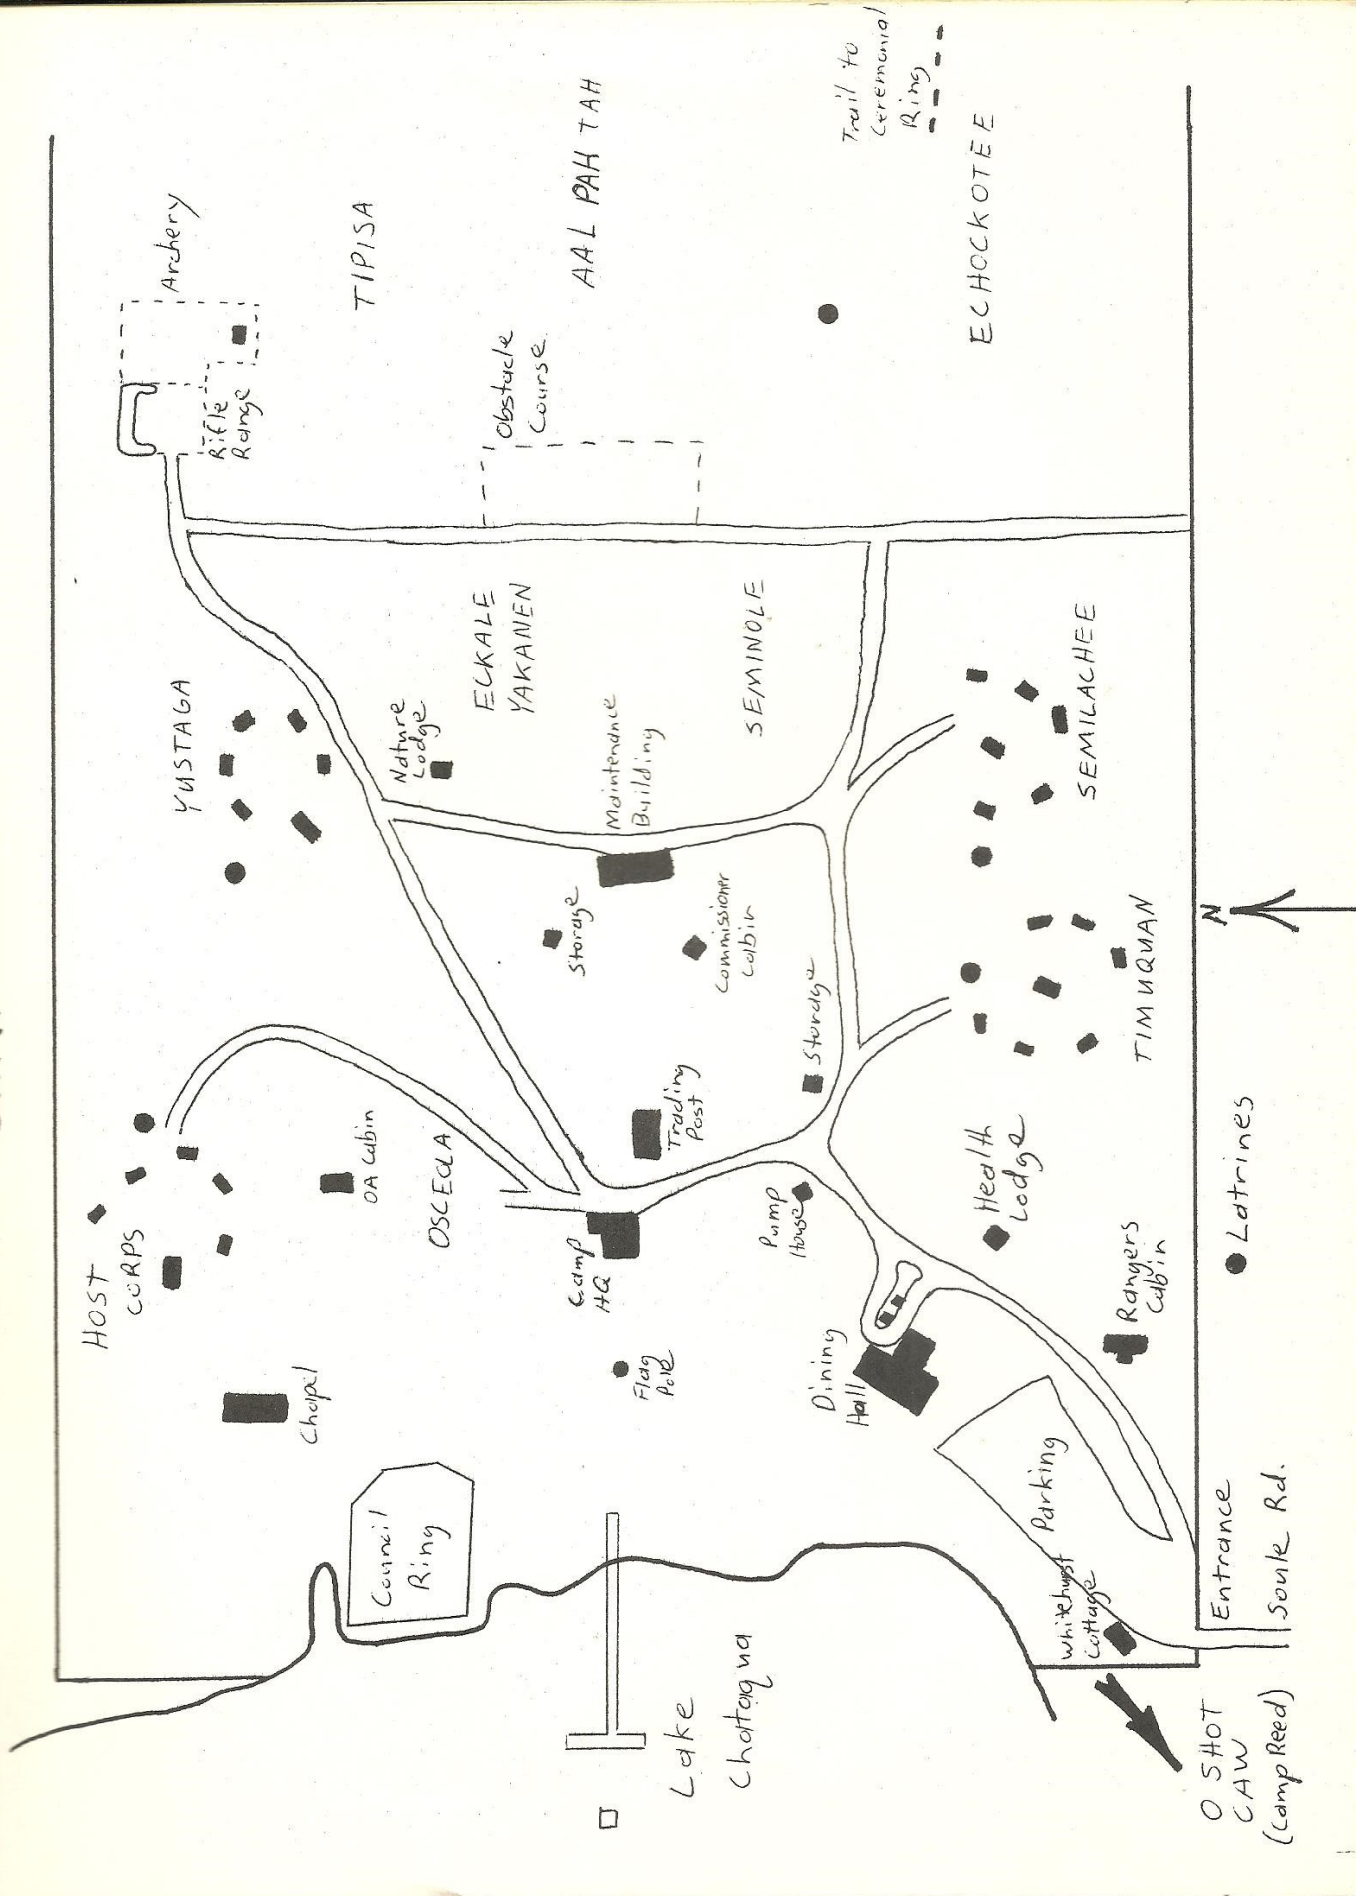 Archery
Rifle
Range
TIPISA
Obstacle
Course
AAL PAH TAH
Trail to
Ceremonial
Ring
ECHOCKOTEE
YUSTAGA
Nature
Lodge
ECKALE
YAKANEN
Maintenance
Building
SEMINOLE
SEMILACHEE
Storage
Commissioner
Cabin
Storage
TIMUQUAN
N
HOST
CORPS
OA Cabin
OSCEOLA
Trading
Post
Camp
HQ
Pump
House
Health
Lodge
Rangers
Cabin
Latrines
Chapel
Flag
Pole
Dining
Hall
Parking
Council
Ring
Whitehurst
Cottage
Entrance
Soule Rd.
Lake
Chataqua
O SHOT
CAW
(Camp Reed)